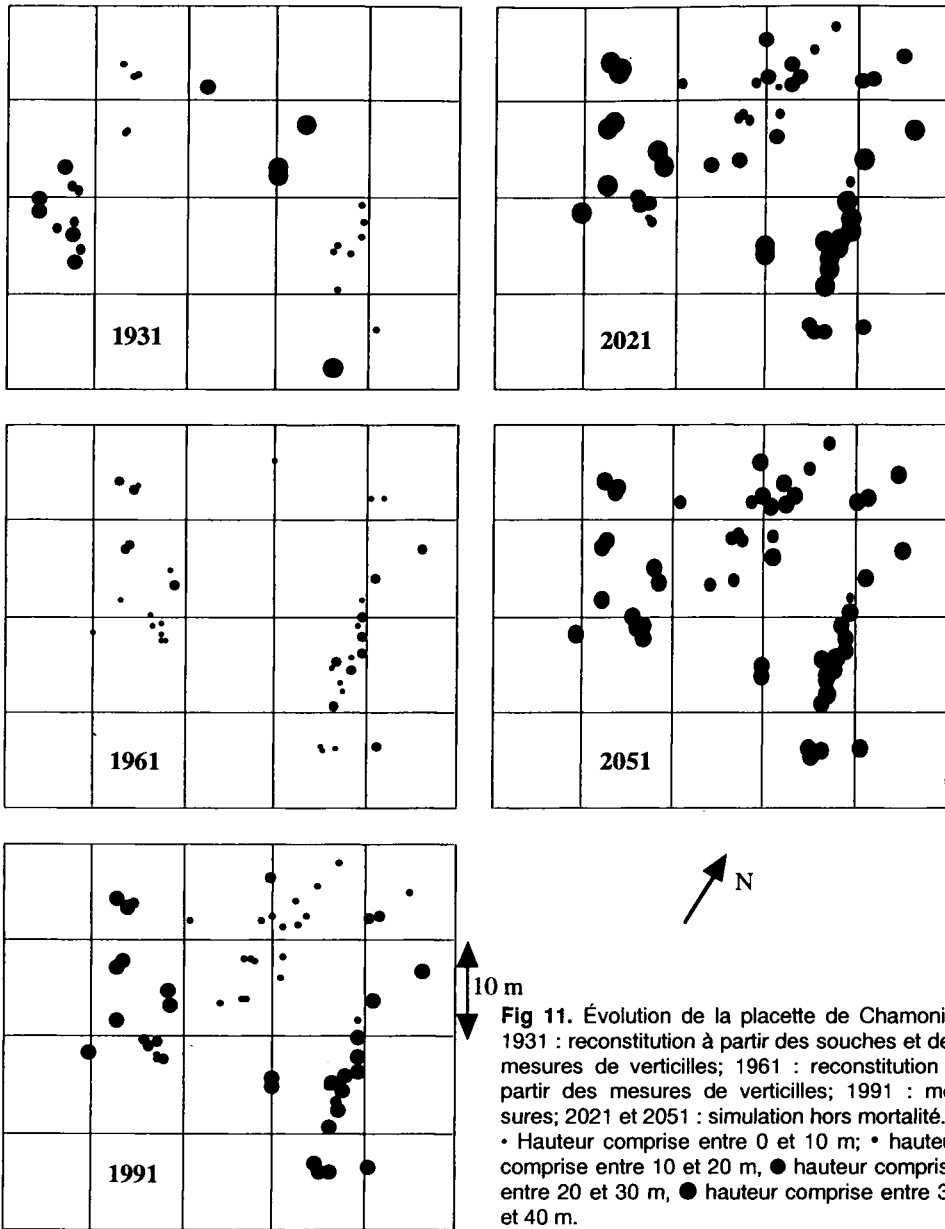 1931
2021
1961
2051
1991
N
10 m
Fig 11. Évolution de la placette de Chamoni
1931 : reconstitution à partir des souches et de
mesures de verticilles; 1961 : reconstitution
partir des mesures de verticilles; 1991 : me
sures; 2021 et 2051 : simulation hors mortalité.
• Hauteur comprise entre 0 et 10 m; • hauteu
comprise entre 10 et 20 m, ● hauteur compris
entre 20 et 30 m, ● hauteur comprise entre 3
et 40 m.